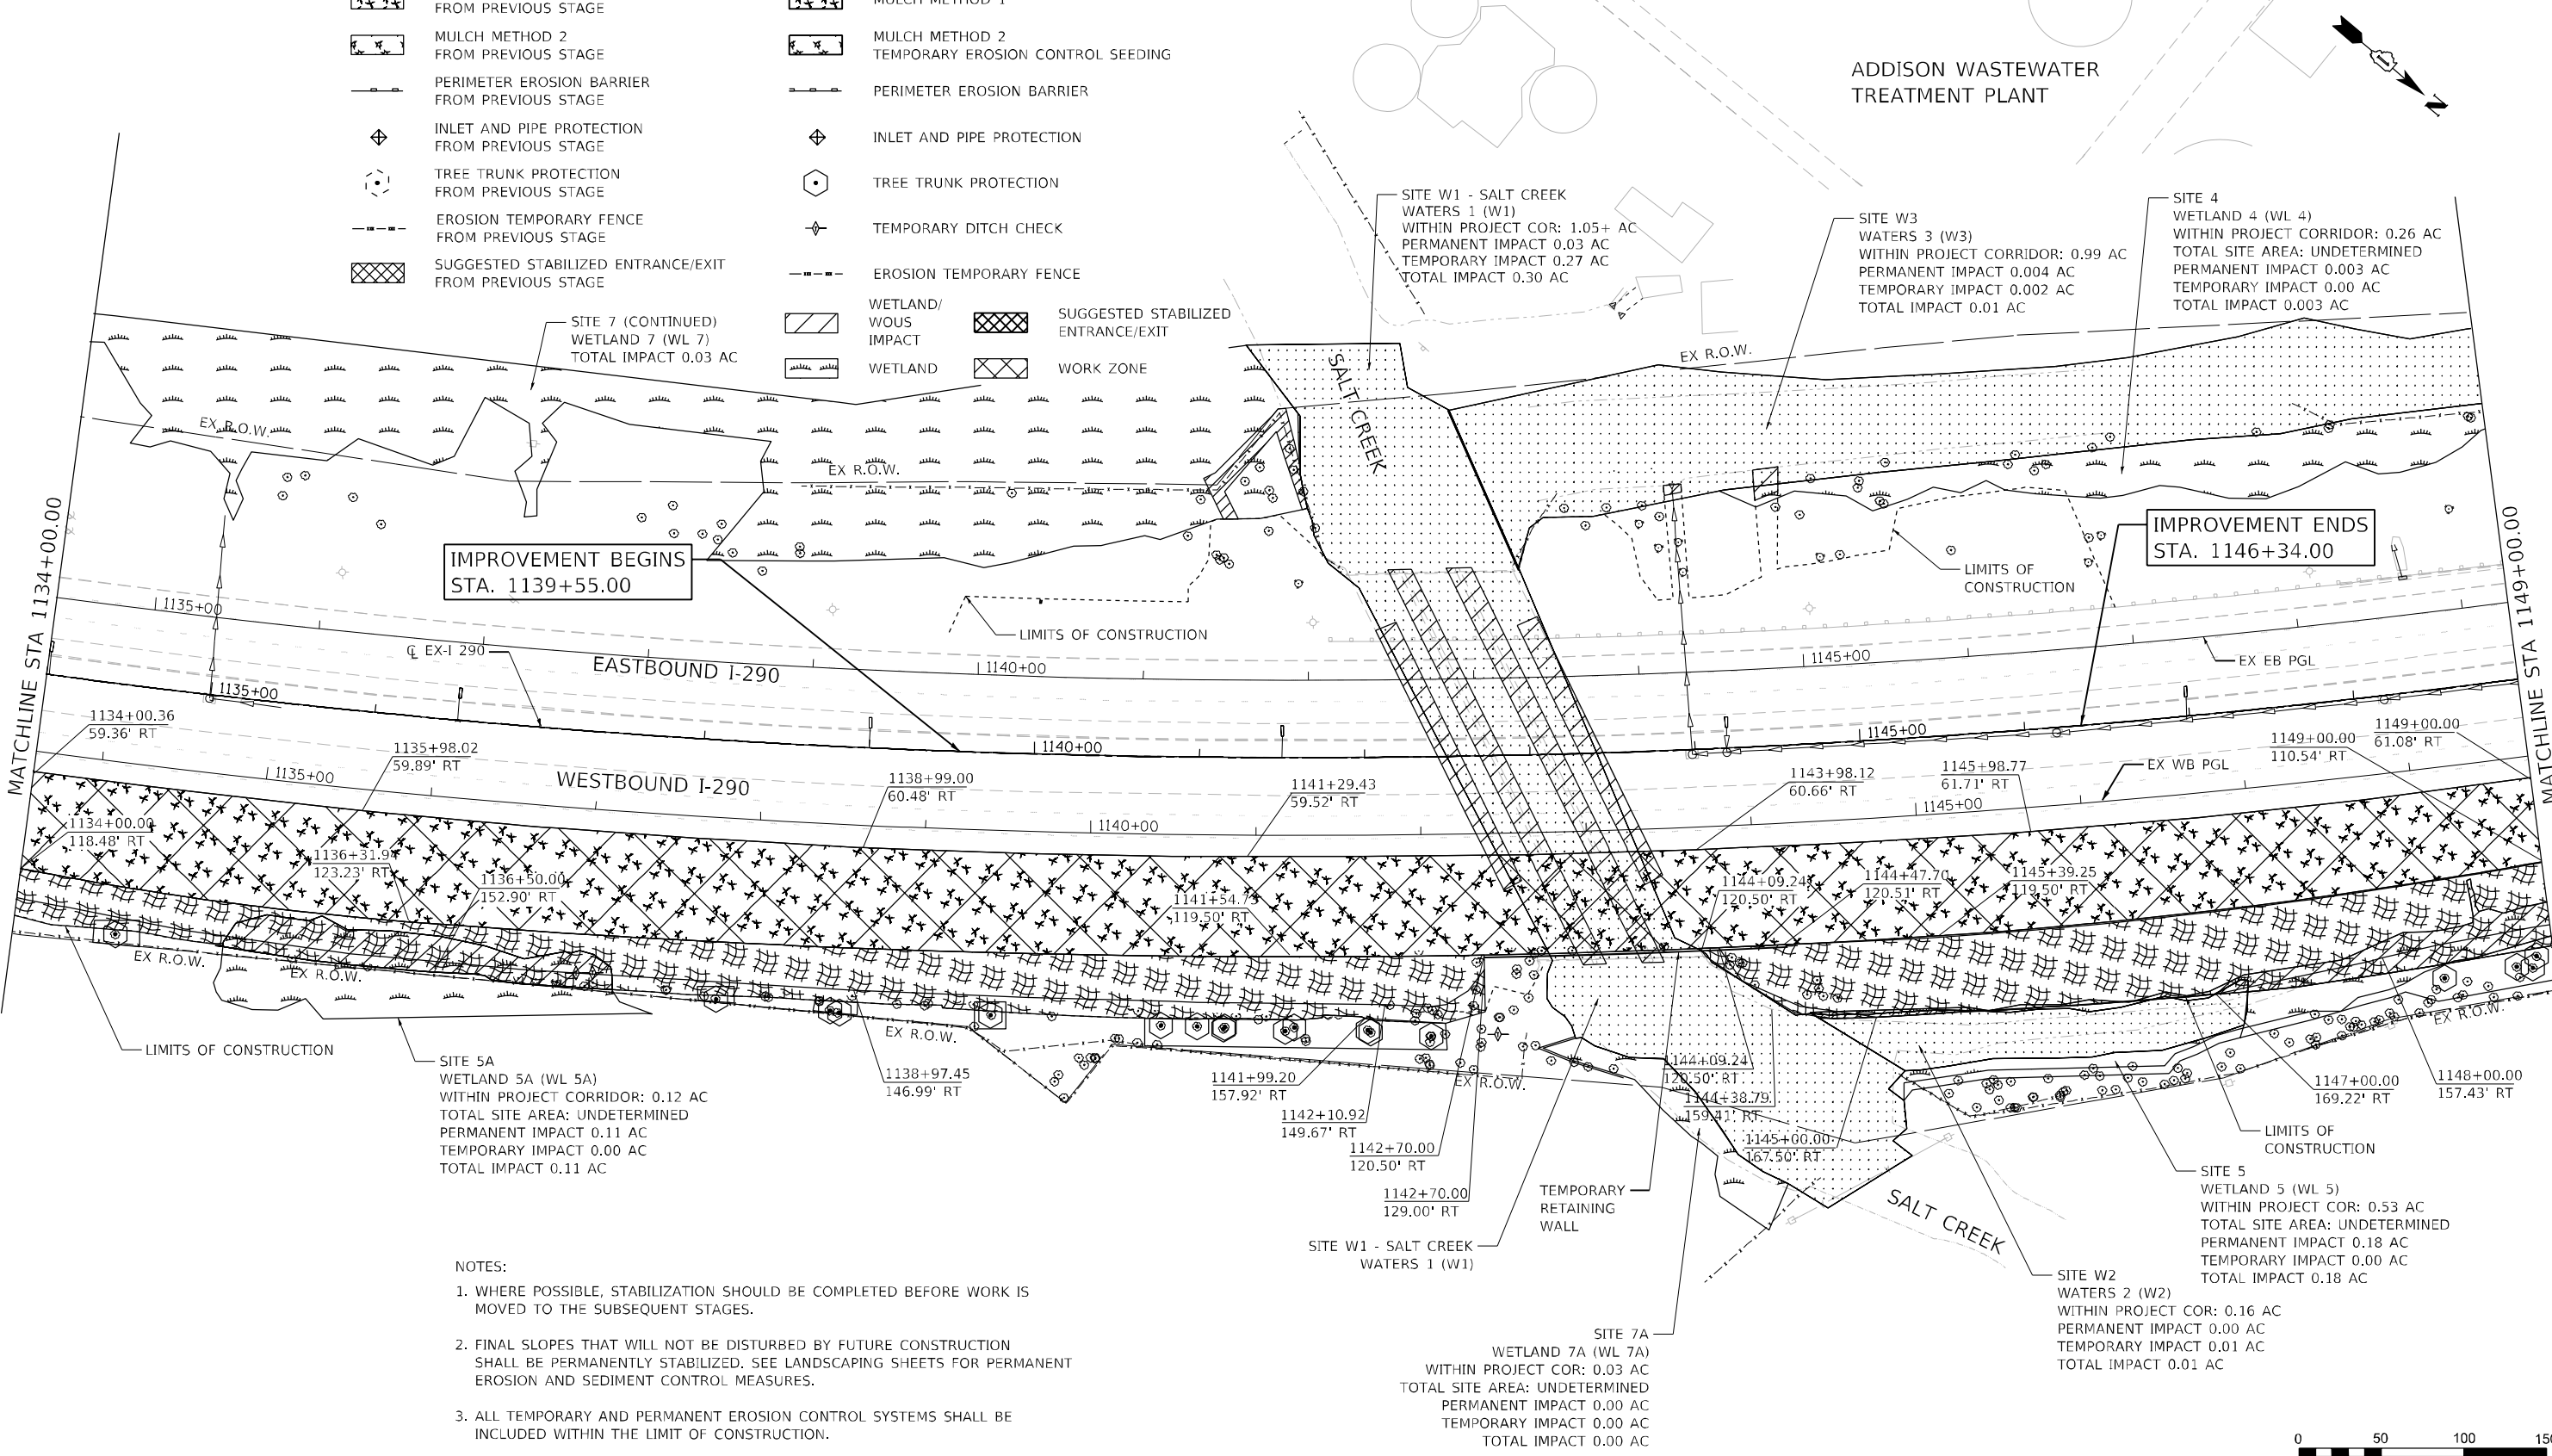 FROM PREVIOUS STAGE
MULCH METHOD 1
MULCH METHOD 2
FROM PREVIOUS STAGE
MULCH METHOD 2
TEMPORARY EROSION CONTROL SEEDING
PERIMETER EROSION BARRIER
FROM PREVIOUS STAGE
PERIMETER EROSION BARRIER
INLET AND PIPE PROTECTION
FROM PREVIOUS STAGE
INLET AND PIPE PROTECTION
TREE TRUNK PROTECTION
FROM PREVIOUS STAGE
TREE TRUNK PROTECTION
EROSION TEMPORARY FENCE
FROM PREVIOUS STAGE
TEMPORARY DITCH CHECK
SUGGESTED STABILIZED ENTRANCE/EXIT
FROM PREVIOUS STAGE
EROSION TEMPORARY FENCE
WETLAND/
WOUS
IMPACT
SUGGESTED STABILIZED
ENTRANCE/EXIT
WETLAND
WORK ZONE
ADDISON WASTEWATER
TREATMENT PLANT
N
SITE 7 (CONTINUED)
WETLAND 7 (WL 7)
TOTAL IMPACT 0.03 AC
SITE W1 - SALT CREEK
WATERS 1 (W1)
WITHIN PROJECT COR: 1.05+ AC
PERMANENT IMPACT 0.03 AC
TEMPORARY IMPACT 0.27 AC
TOTAL IMPACT 0.30 AC
SITE W3
WATERS 3 (W3)
WITHIN PROJECT CORRIDOR: 0.99 AC
PERMANENT IMPACT 0.004 AC
TEMPORARY IMPACT 0.002 AC
TOTAL IMPACT 0.01 AC
SITE 4
WETLAND 4 (WL 4)
WITHIN PROJECT CORRIDOR: 0.26 AC
TOTAL SITE AREA: UNDETERMINED
PERMANENT IMPACT 0.003 AC
TEMPORARY IMPACT 0.00 AC
TOTAL IMPACT 0.003 AC
EX R.O.W.
EX R.O.W.
EX R.O.W.
SALT CREEK
MATCHLINE STA 1134+00.00
MATCHLINE STA 1149+00.00
IMPROVEMENT BEGINS
STA. 1139+55.00
IMPROVEMENT ENDS
STA. 1146+34.00
LIMITS OF CONSTRUCTION
LIMITS OF
CONSTRUCTION
1135+00
1140+00
1145+00
EX EB PGL
℄ EX-I 290
EASTBOUND I-290
1135+00
1140+00
1145+00
WESTBOUND I-290
1135+00
1140+00
1145+00
EX WB PGL
1134+00.36
59.36' RT
1135+98.02
59.89' RT
1138+99.00
60.48' RT
1141+29.43
59.52' RT
1143+98.12
60.66' RT
1145+98.77
61.71' RT
1149+00.00
110.54' RT
1149+00.00
61.08' RT
1134+00.00
118.48' RT
1136+31.94
123.23' RT
1136+50.00
152.90' RT
1141+54.73
119.50' RT
1144+09.24
120.50' RT
1144+47.70
120.51' RT
1145+39.25
119.50' RT
EX R.O.W.
EX R.O.W.
EX R.O.W.
EX R.O.W.
EX R.O.W.
LIMITS OF CONSTRUCTION
SITE 5A
WETLAND 5A (WL 5A)
WITHIN PROJECT CORRIDOR: 0.12 AC
TOTAL SITE AREA: UNDETERMINED
PERMANENT IMPACT 0.11 AC
TEMPORARY IMPACT 0.00 AC
TOTAL IMPACT 0.11 AC
1138+97.45
146.99' RT
1141+99.20
157.92' RT
1142+10.92
149.67' RT
1142+70.00
120.50' RT
1142+70.00
129.00' RT
1144+09.24
120.50' RT
1144+38.79
159.41' RT
1145+00.00
167.50' RT
1147+00.00
169.22' RT
1148+00.00
157.43' RT
LIMITS OF
CONSTRUCTION
TEMPORARY
RETAINING
WALL
SALT CREEK
SITE W1 - SALT CREEK
WATERS 1 (W1)
SITE 5
WETLAND 5 (WL 5)
WITHIN PROJECT COR: 0.53 AC
TOTAL SITE AREA: UNDETERMINED
PERMANENT IMPACT 0.18 AC
TEMPORARY IMPACT 0.00 AC
TOTAL IMPACT 0.18 AC
SITE W2
WATERS 2 (W2)
WITHIN PROJECT COR: 0.16 AC
PERMANENT IMPACT 0.00 AC
TEMPORARY IMPACT 0.01 AC
TOTAL IMPACT 0.01 AC
SITE 7A
WETLAND 7A (WL 7A)
WITHIN PROJECT COR: 0.03 AC
TOTAL SITE AREA: UNDETERMINED
PERMANENT IMPACT 0.00 AC
TEMPORARY IMPACT 0.00 AC
TOTAL IMPACT 0.00 AC
NOTES:
1. WHERE POSSIBLE, STABILIZATION SHOULD BE COMPLETED BEFORE WORK IS
MOVED TO THE SUBSEQUENT STAGES.
2. FINAL SLOPES THAT WILL NOT BE DISTURBED BY FUTURE CONSTRUCTION
SHALL BE PERMANENTLY STABILIZED. SEE LANDSCAPING SHEETS FOR PERMANENT
EROSION AND SEDIMENT CONTROL MEASURES.
3. ALL TEMPORARY AND PERMANENT EROSION CONTROL SYSTEMS SHALL BE
INCLUDED WITHIN THE LIMIT OF CONSTRUCTION.
0 50 100